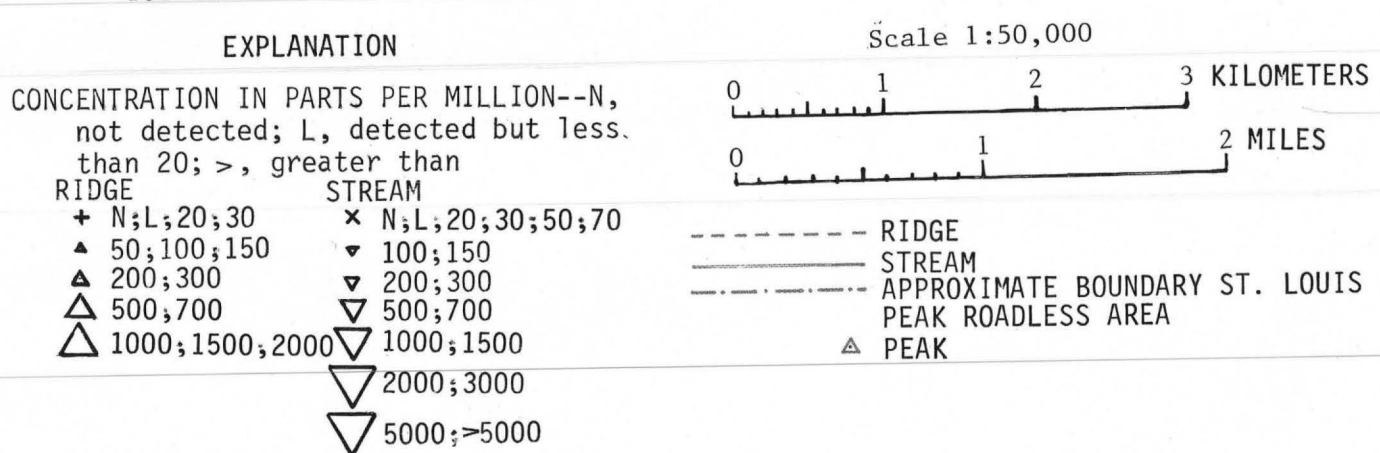 EXPLANATION
CONCENTRATION IN PARTS PER MILLION--N,
not detected; L, detected but less
than 20; >, greater than
RIDGE STREAM
+ N;L;20;30 × N;L;20;30;50;70
50;100;150 100;150
200;300 200;300
500;700 500;700
1000;1500;2000 1000;1500
2000;3000
5000;>5000
Scale 1:50,000
0 1 2 3 KILOMETERS
0 1 2 MILES
RIDGE
STREAM
APPROXIMATE BOUNDARY ST. LOUIS
PEAK ROADLESS AREA
PEAK